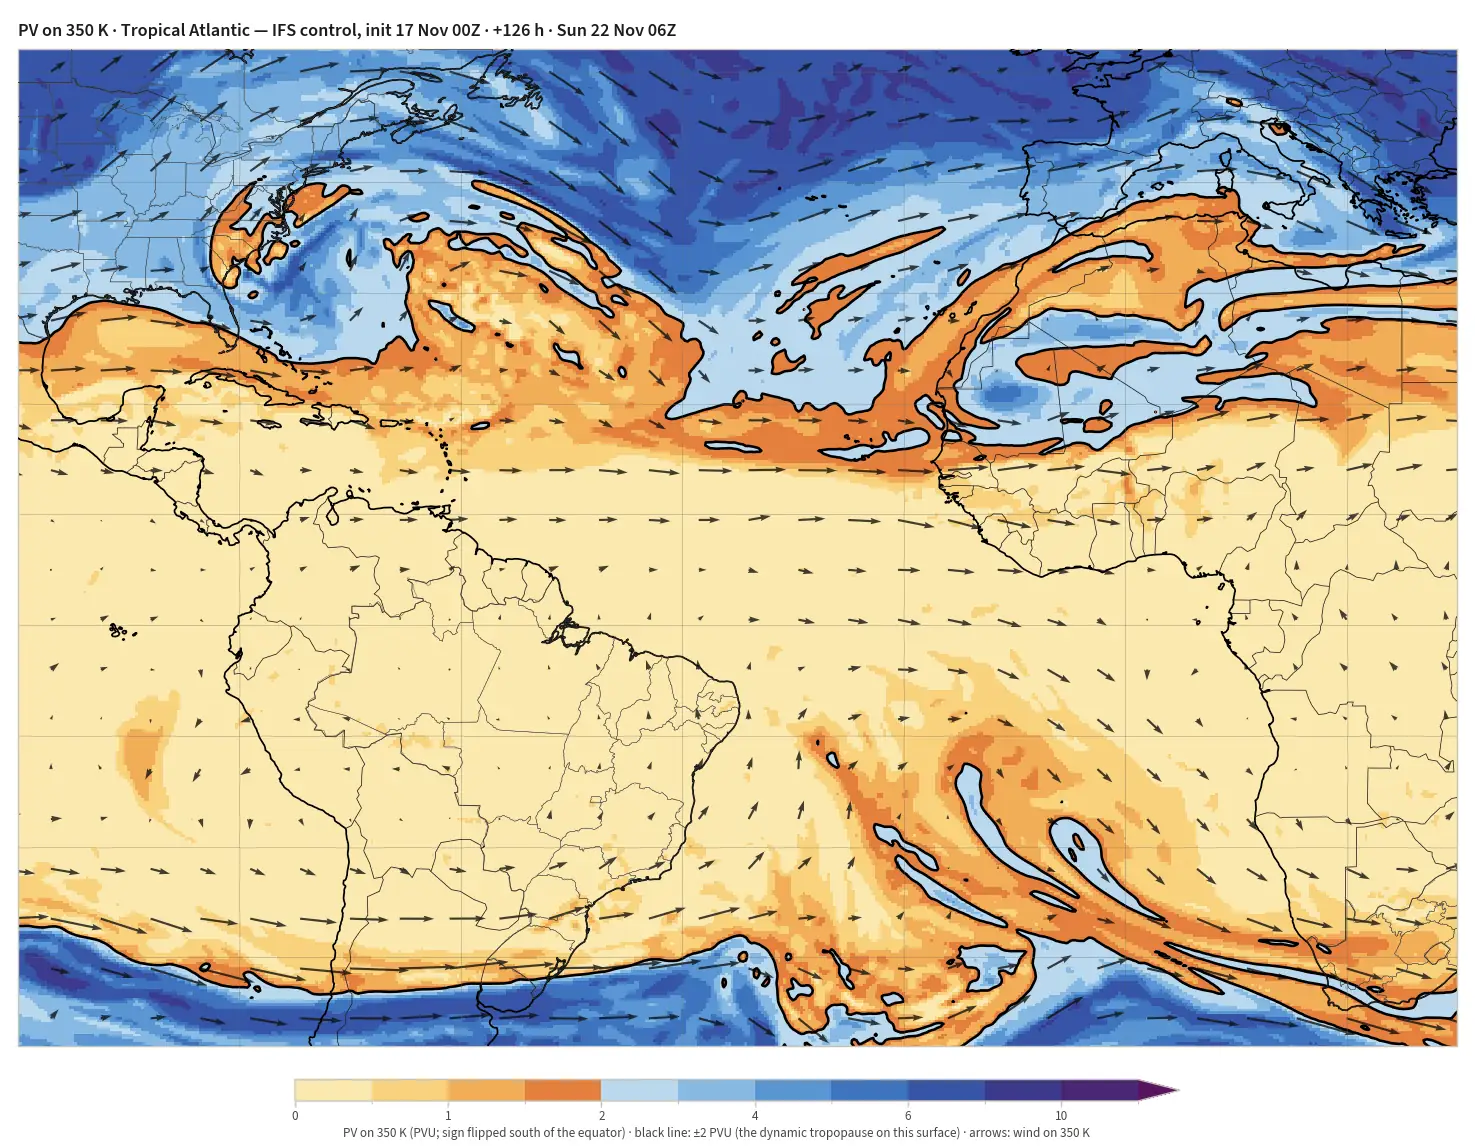 PV on 350 K · Tropical Atlantic — IFS control, init 17 Nov 00Z · +126 h · Sun 22 Nov 06Z
0 1 2 4 6 10
PV on 350 K (PVU; sign flipped south of the equator) · black line: ±2 PVU (the dynamic tropopause on this surface) · arrows: wind on 350 K